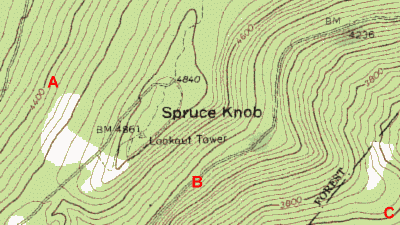 BM
4236
4600
3800
A
4400
4840
Spruce Knob
BM 4861
Lookout Tower
B
FOREST
3800
C